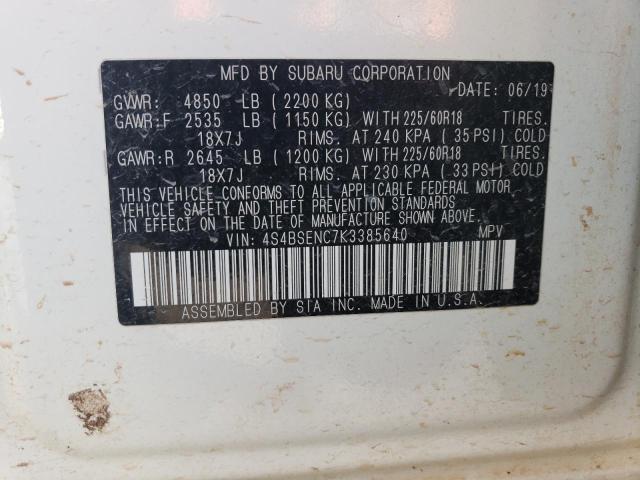 MFD BY SUBARU CORPORATION
DATE: 06/19
GVWR: 4850 LB (2200 KG)
GAWR:F 2535 LB (1150 KG) WITH 225/60R18 TIRES.
18X7J RIMS. AT 240 KPA (35 PSI) COLD
GAWR:R 2645 LB (1200 KG) WITH 225/60R18 TIRES.
18X7J RIMS. AT 230 KPA (33 PSI) COLD
THIS VEHICLE CONFORMS TO ALL APPLICABLE FEDERAL MOTOR
VEHICLE SAFETY AND THEFT PREVENTION STANDARDS
IN EFFECT ON THE DATE OF MANUFACTURE SHOWN ABOVE.
VIN: 4S4BSENC7K3385640 MPV
ASSEMBLED BY SIA INC. MADE IN U.S.A.